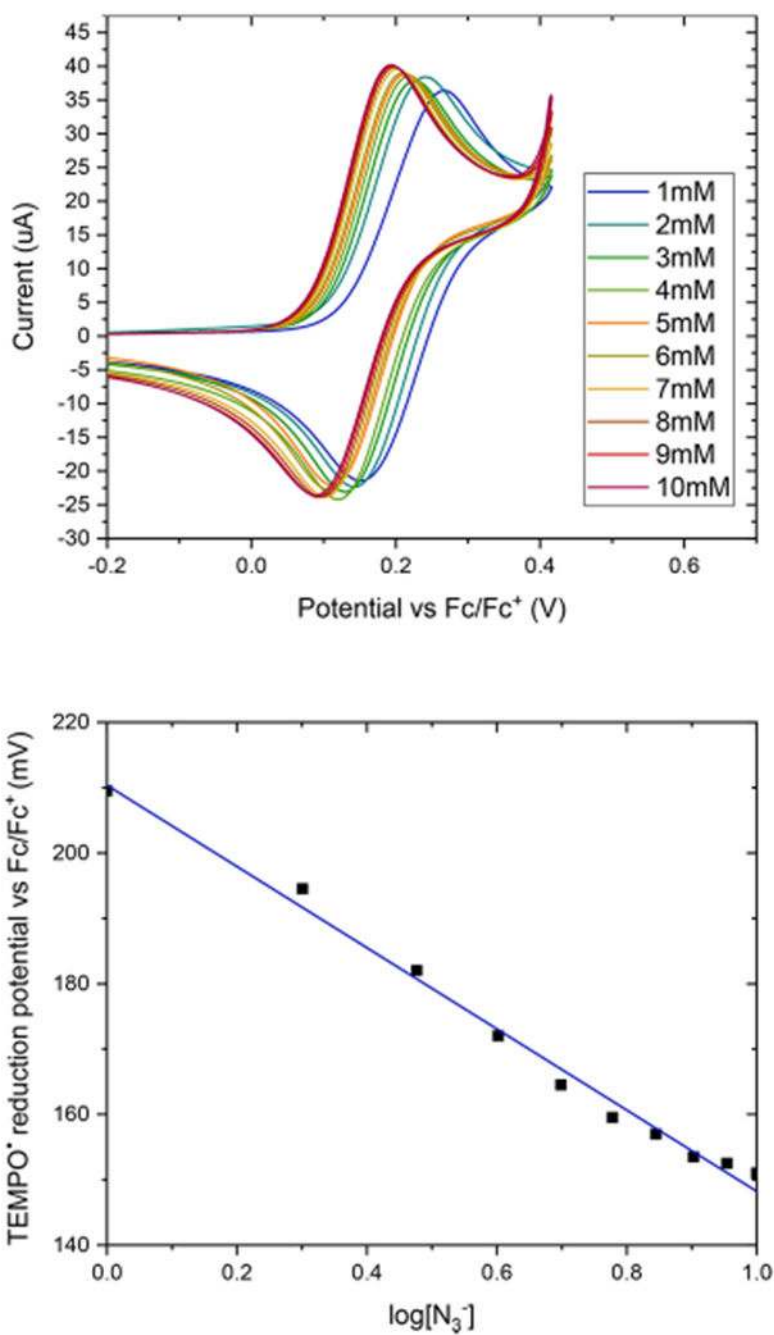 45
40
35
30
25
20
15
10
5
0
-5
-10
-15
-20
-25
-30
Current (uA)
1mM
2mM
3mM
4mM
5mM
6mM
7mM
8mM
9mM
10mM
-0.2 0.0 0.2 0.4 0.6
Potential vs Fc/Fc⁺ (V)
TEMPO• reduction potential vs Fc/Fc⁺ (mV)
220
200
180
160
140
0.0 0.2 0.4 0.6 0.8 1.0
log[N₃⁻]